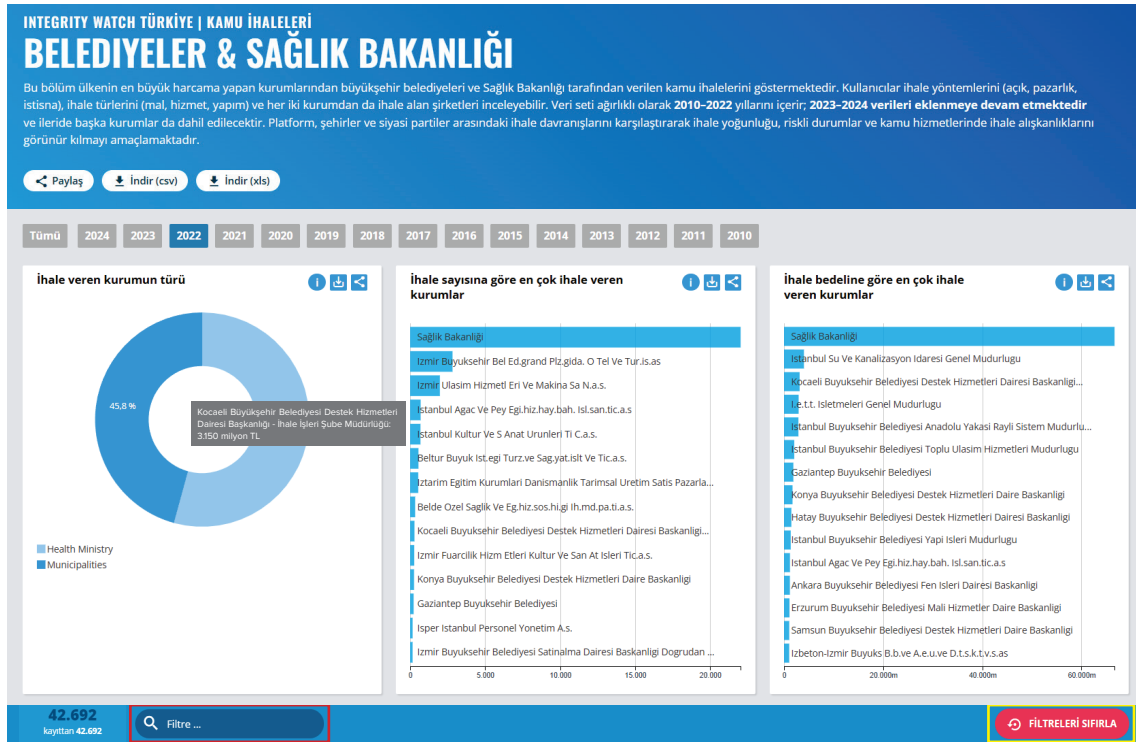 INTEGRITY WATCH TÜRKİYE | KAMU İHALELERİ
BELEDIYELER & SAĞLIK BAKANLIĞI
Bu bölüm ülkenin en büyük harcama yapan kurumlarından büyükşehir belediyeleri ve Sağlık Bakanlığı tarafından verilen kamu ihalelerini göstermektedir. Kullanıcılar ihale yöntemlerini (açık, pazarlık,
istisna), ihale türlerini (mal, hizmet, yapım) ve her iki kurumdan da ihale alan şirketleri inceleyebilir. Veri seti ağırlıklı olarak 2010–2022 yıllarını içerir; 2023–2024 verileri eklenmeye devam etmektedir
ve ileride başka kurumlar da dahil edilecektir. Platform, şehirler ve siyasi partiler arasındaki ihale davranışlarını karşılaştırarak ihale yoğunluğu, riskli durumlar ve kamu hizmetlerinde ihale alışkanlıklarını
görünür kılmayı amaçlamaktadır.
Paylaş İndir (csv) İndir (xls)
Tümü 2024 2023 2022 2021 2020 2019 2018 2017 2016 2015 2014 2013 2012 2011 2010
İhale veren kurumun türü
45,8 %
Kocaeli Büyükşehir Belediyesi Destek Hizmetleri
Dairesi Başkanlığı - İhale İşleri Şube Müdürlüğü:
3.150 milyon TL
Health Ministry
Municipalities
İhale sayısına göre en çok ihale veren
kurumlar
Sağlik Bakanliği
Izmir Buyuksehir Bel Ed.grand Plz.gida. O Tel Ve Tur.is.as
Izmir Ulasim Hizmetl Eri Ve Makina Sa N.a.s.
Istanbul Agac Ve Pey Egi.hiz.hay.bah. Isl.san.tic.a.s
Istanbul Kultur Ve S Anat Urunleri Ti C.a.s.
Beltur Buyuk Ist.egi Turz.ve Sag.yat.islt Ve Tic.a.s.
Iztarim Egitim Kurumlari Danismanlik Tarimsal Uretim Satis Pazarla...
Belde Ozel Saglik Ve Eg.hiz.sos.hi.gi Ih.md.pa.ti.a.s.
Kocaeli Buyuksehir Belediyesi Destek Hizmetleri Dairesi Baskanligi...
Izmir Fuarcilik Hizm Etleri Kultur Ve San At Isleri Tic.a.s.
Konya Buyuksehir Belediyesi Destek Hizmetleri Daire Baskanligi
Gaziantep Buyuksehir Belediyesi
Isper Istanbul Personel Yonetim A.s.
Izmir Buyuksehir Belediyesi Satinalma Dairesi Baskanligi Dogrudan ...
0 5.000 10.000 15.000 20.000
İhale bedeline göre en çok ihale
veren kurumlar
Sağlik Bakanliği
Istanbul Su Ve Kanalizasyon Idaresi Genel Mudurlugu
Kocaeli Buyuksehir Belediyesi Destek Hizmetleri Dairesi Baskanligi...
I.e.t.t. Isletmeleri Genel Mudurlugu
Istanbul Buyuksehir Belediyesi Anadolu Yakasi Rayli Sistem Mudurlu...
Istanbul Buyuksehir Belediyesi Toplu Ulasim Hizmetleri Mudurlugu
Gaziantep Buyuksehir Belediyesi
Konya Buyuksehir Belediyesi Destek Hizmetleri Daire Baskanligi
Hatay Buyuksehir Belediyesi Destek Hizmetleri Dairesi Baskanligi
Istanbul Buyuksehir Belediyesi Yapi Isleri Mudurlugu
Istanbul Agac Ve Pey Egi.hiz.hay.bah. Isl.san.tic.a.s
Ankara Buyuksehir Belediyesi Fen Isleri Dairesi Baskanligi
Erzurum Buyuksehir Belediyesi Mali Hizmetler Daire Baskanligi
Samsun Buyuksehir Belediyesi Destek Hizmetleri Daire Baskanligi
Izbeton-Izmir Buyuks B.b.ve A.e.u.ve D.t.s.k.t.v.s.as
0 20.000m 40.000m 60.000m
42.692
kayıttan 42.692
Filtre ...
FİLTRELERİ SIFIRLA